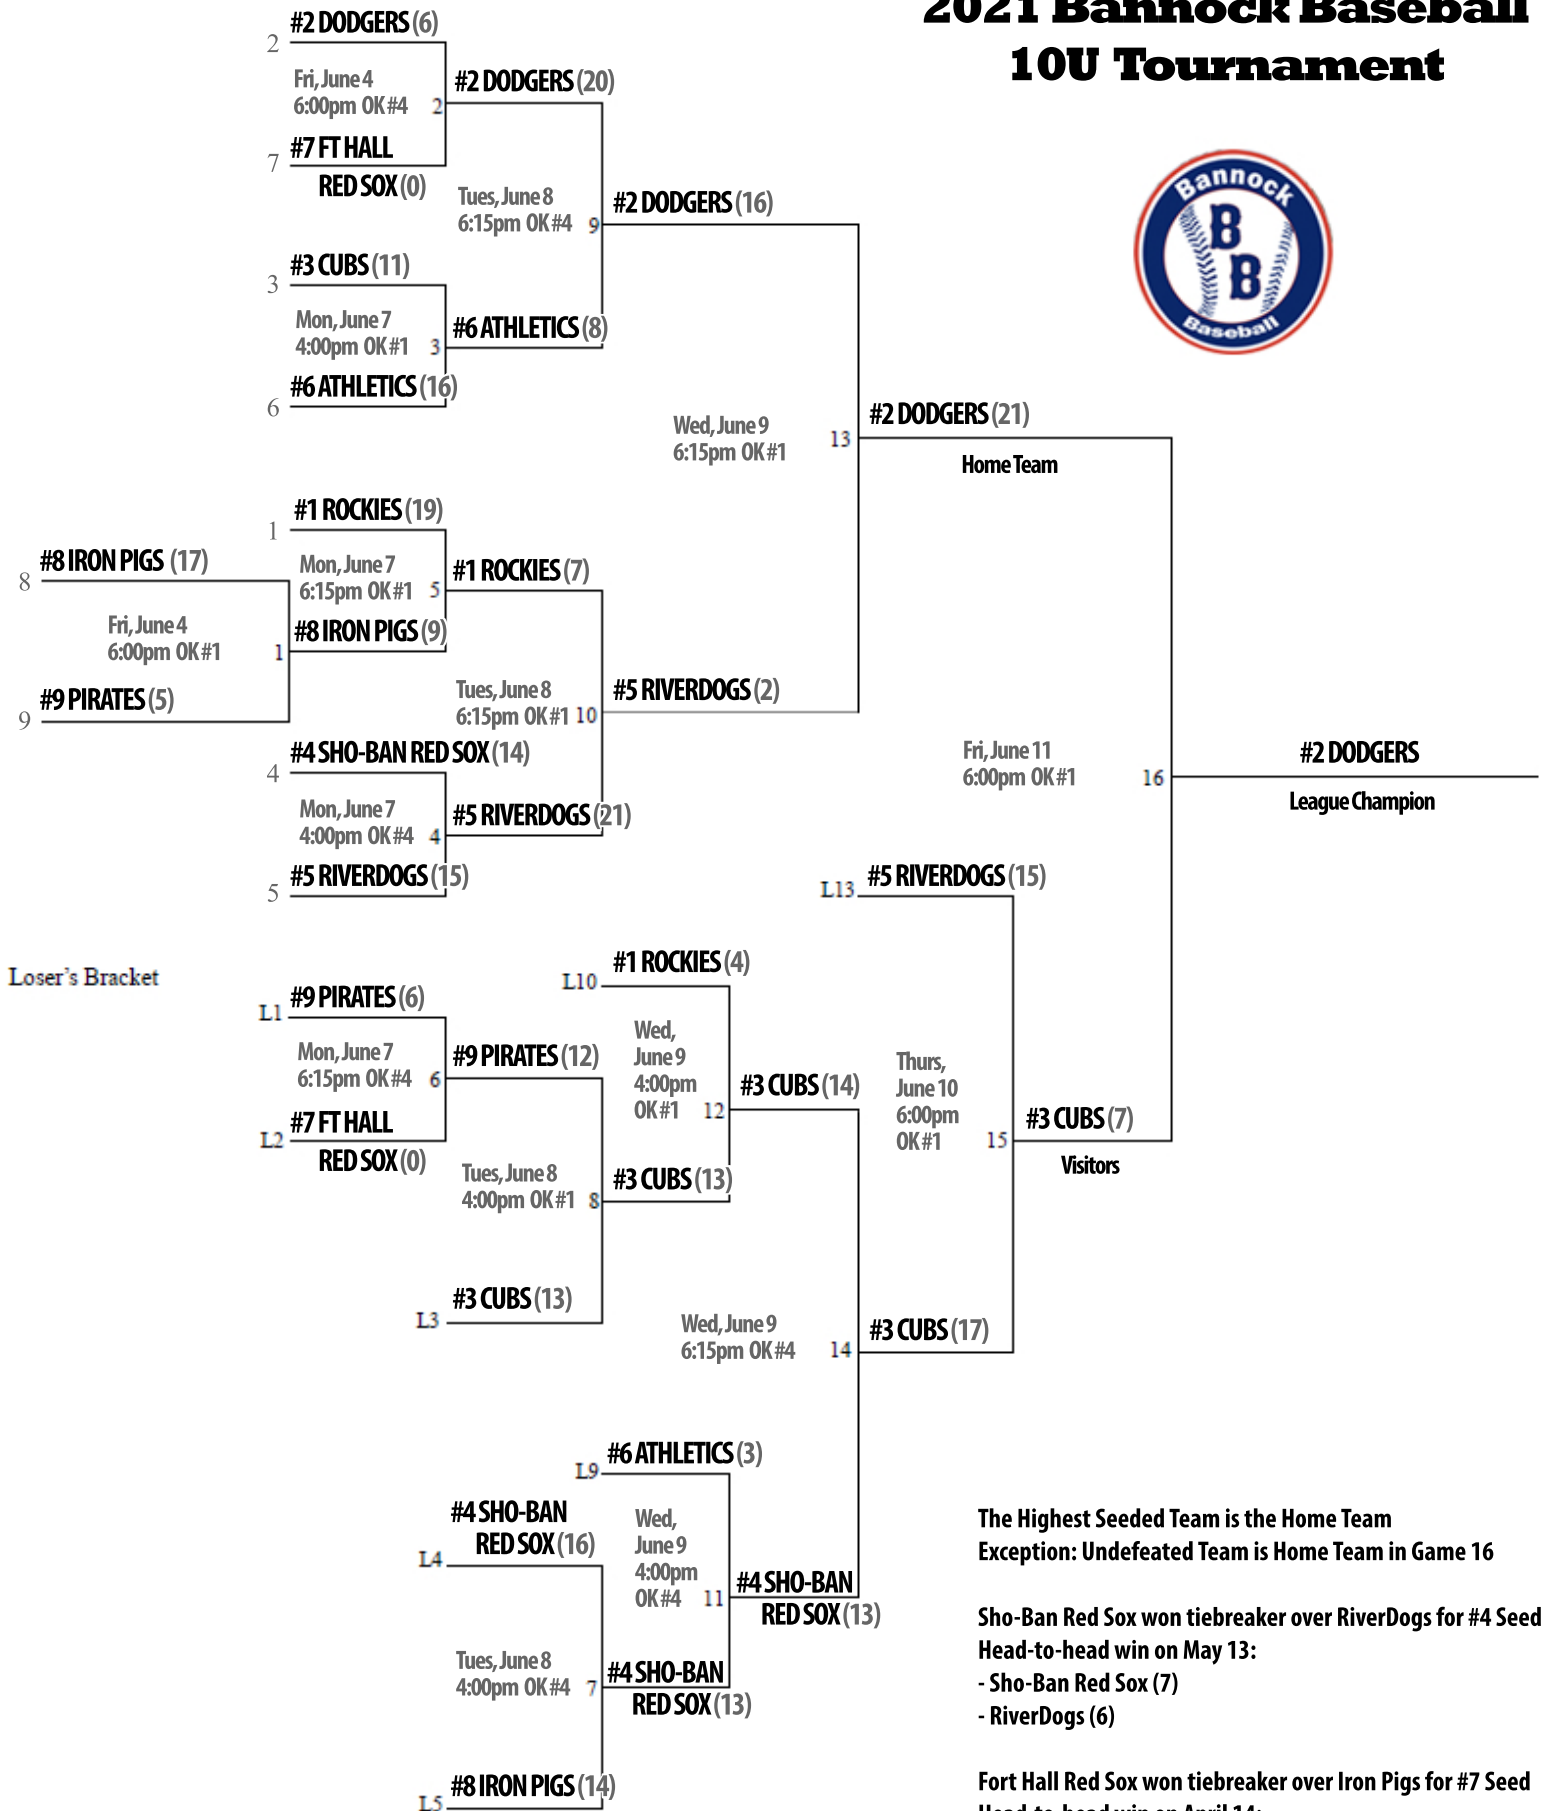 2021 Bannock Baseball
10U Tournament
Bannock
B
B
Baseball
#2 DODGERS (6)
2
Fri, June 4
6:00pm OK #4
2
#7 FT HALL
7
RED SOX (0)
#2 DODGERS (20)
Tues, June 8
6:15pm OK #4
9
#3 CUBS (11)
3
Mon, June 7
4:00pm OK #1
3
#6 ATHLETICS (16)
6
#6 ATHLETICS (8)
#2 DODGERS (16)
Wed, June 9
6:15pm OK #1
13
#2 DODGERS (21)
Home Team
#1 ROCKIES (19)
1
Mon, June 7
6:15pm OK #1
5
#8 IRON PIGS (17)
8
Fri, June 4
6:00pm OK #1
1
#9 PIRATES (5)
9
#8 IRON PIGS (9)
#1 ROCKIES (7)
Tues, June 8
6:15pm OK #1
10
#5 RIVERDOGS (2)
#4 SHO-BAN RED SOX (14)
4
Mon, June 7
4:00pm OK #4
4
#5 RIVERDOGS (15)
5
#5 RIVERDOGS (21)
Fri, June 11
6:00pm OK #1
16
#2 DODGERS
League Champion
Loser's Bracket
L13
#5 RIVERDOGS (15)
L10
#1 ROCKIES (4)
L1
#9 PIRATES (6)
Mon, June 7
6:15pm OK #4
6
L2
#7 FT HALL
RED SOX (0)
#9 PIRATES (12)
Tues, June 8
4:00pm OK #1
8
L3
#3 CUBS (13)
Wed,
June 9
4:00pm
OK #1
12
#3 CUBS (13)
#3 CUBS (14)
Thurs,
June 10
6:00pm
OK #1
15
#3 CUBS (7)
Visitors
Wed, June 9
6:15pm OK #4
14
#3 CUBS (17)
L9
#6 ATHLETICS (3)
L4
#4 SHO-BAN
RED SOX (16)
Wed,
June 9
4:00pm
OK #4
11
#4 SHO-BAN
RED SOX (13)
Tues, June 8
4:00pm OK #4
7
#4 SHO-BAN
RED SOX (13)
L5
#8 IRON PIGS (14)
The Highest Seeded Team is the Home Team
Exception: Undefeated Team is Home Team in Game 16
Sho-Ban Red Sox won tiebreaker over RiverDogs for #4 Seed
Head-to-head win on May 13:
- Sho-Ban Red Sox (7)
- RiverDogs (6)
Fort Hall Red Sox won tiebreaker over Iron Pigs for #7 Seed
Head-to-head win on April 14: